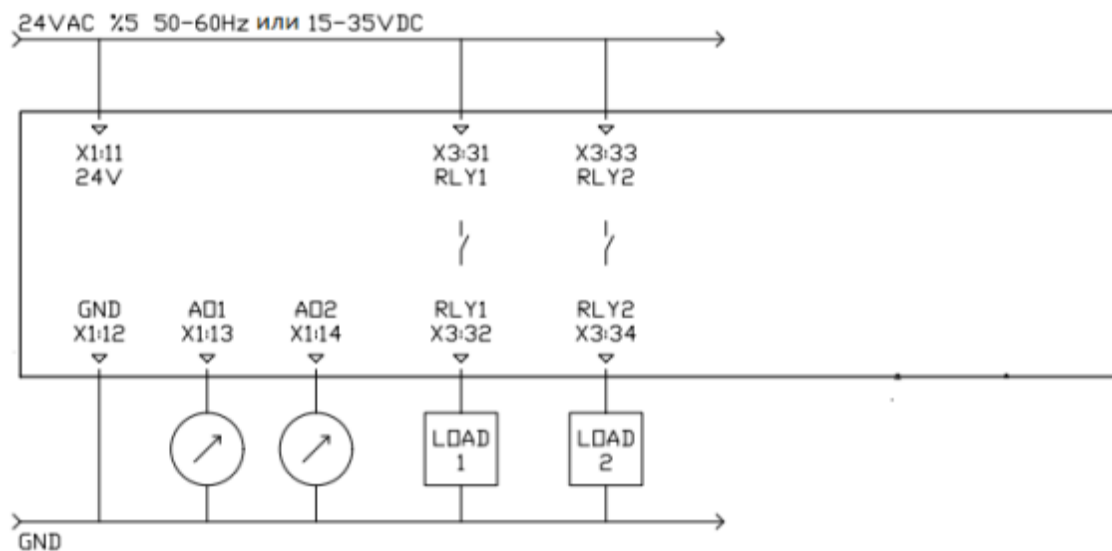 24VAC %5 50-60Hz или 15-35VDC
X1:11
24V
X3:31
RLY1
X3:33
RLY2
GND
X1:12
AO1
X1:13
AO2
X1:14
RLY1
X3:32
RLY2
X3:34
LOAD
1
LOAD
2
GND